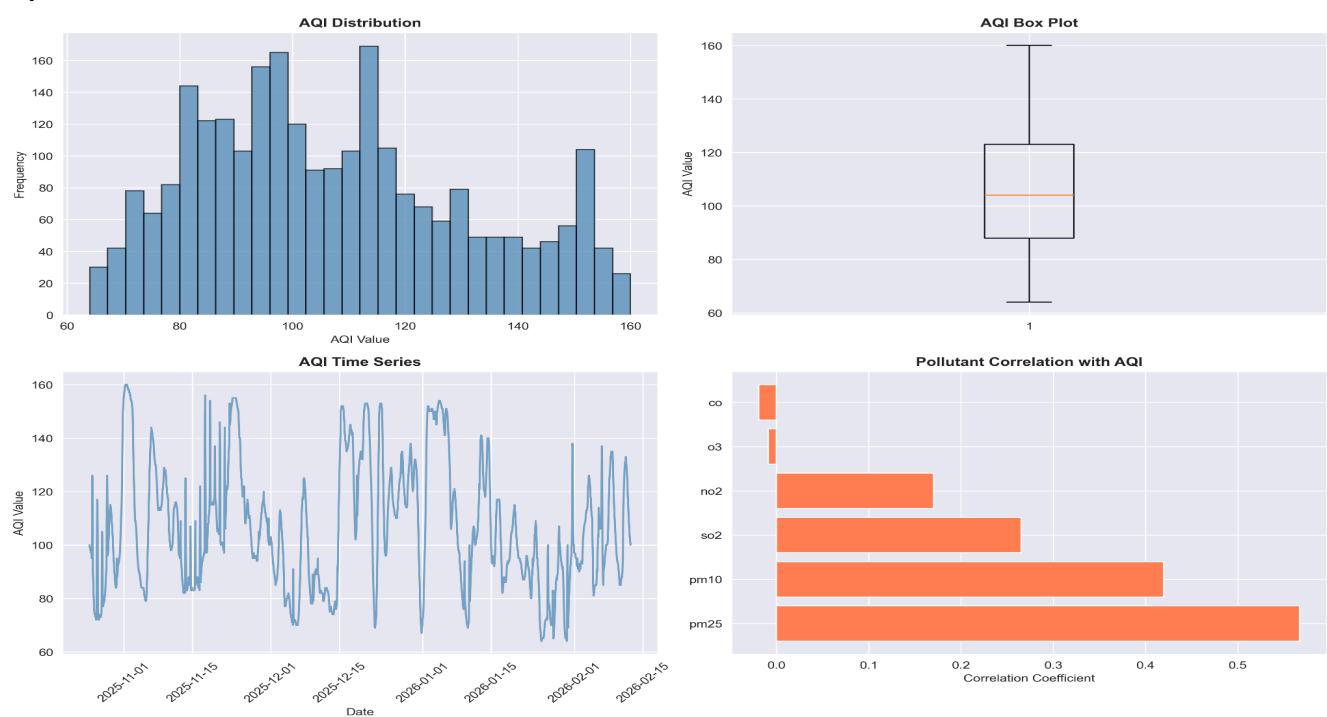 AQI Distribution
Frequency
160
140
120
100
80
60
40
20
0
60 80 100 120 140 160
AQI Value
AQI Box Plot
AQI Value
160
140
120
100
80
60
1
AQI Time Series
AQI Value
160
140
120
100
80
60
2025-11-01 2025-11-15 2025-12-01 2025-12-15 2026-01-01 2026-01-15 2026-02-01 2026-02-15
Date
Pollutant Correlation with AQI
co
o3
no2
so2
pm10
pm25
0.0 0.1 0.2 0.3 0.4 0.5
Correlation Coefficient